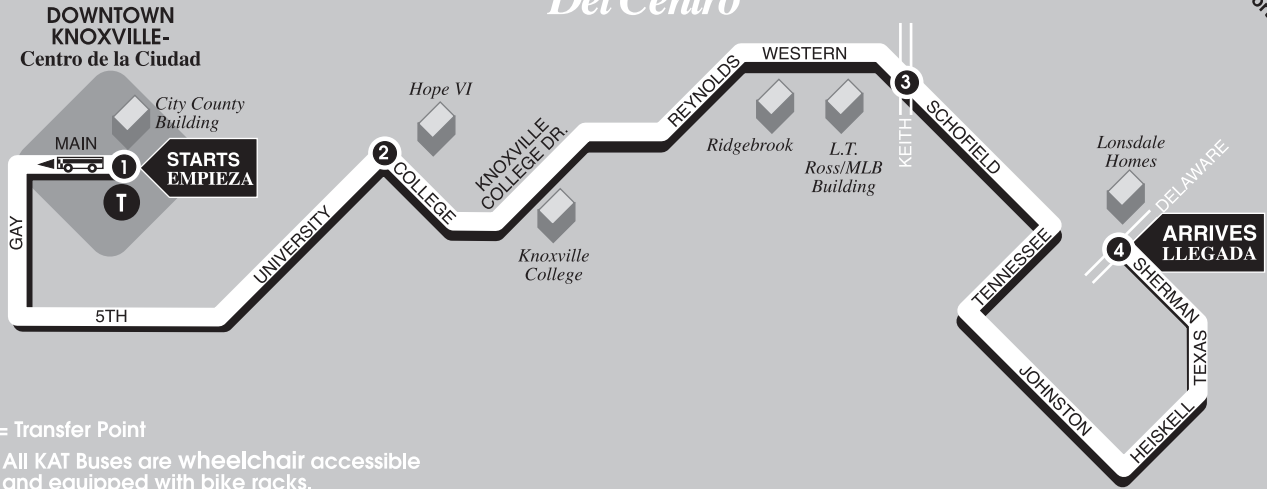 Del Centro
DOWNTOWN
KNOXVILLE-
Centro de la Ciudad
City County
Building
MAIN
1
STARTS
EMPIEZA
T
GAY
5TH
UNIVERSITY
2
Hope VI
COLLEGE
KNOXVILLE
COLLEGE DR.
Knoxville
College
REYNOLDS
WESTERN
Ridgebrook
L.T.
Ross/MLB
Building
3
KEITH
SCHOFIELD
TENNESSEE
JOHNSTON
HEISKELL
TEXAS
SHERMAN
4
DELAWARE
Lonsdale
Homes
ARRIVES
LLEGADA
= Transfer Point
All KAT Buses are wheelchair accessible
and equipped with bike racks.